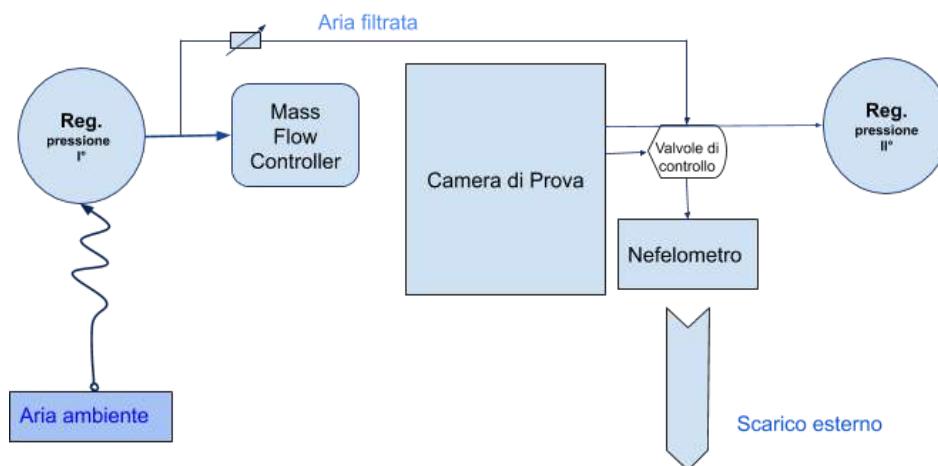 Aria filtrata
Reg.
pressione
I°
Mass
Flow
Controller
Camera di Prova
Valvole di
controllo
Reg.
pressione
II°
Nefelometro
Aria ambiente
Scarico esterno